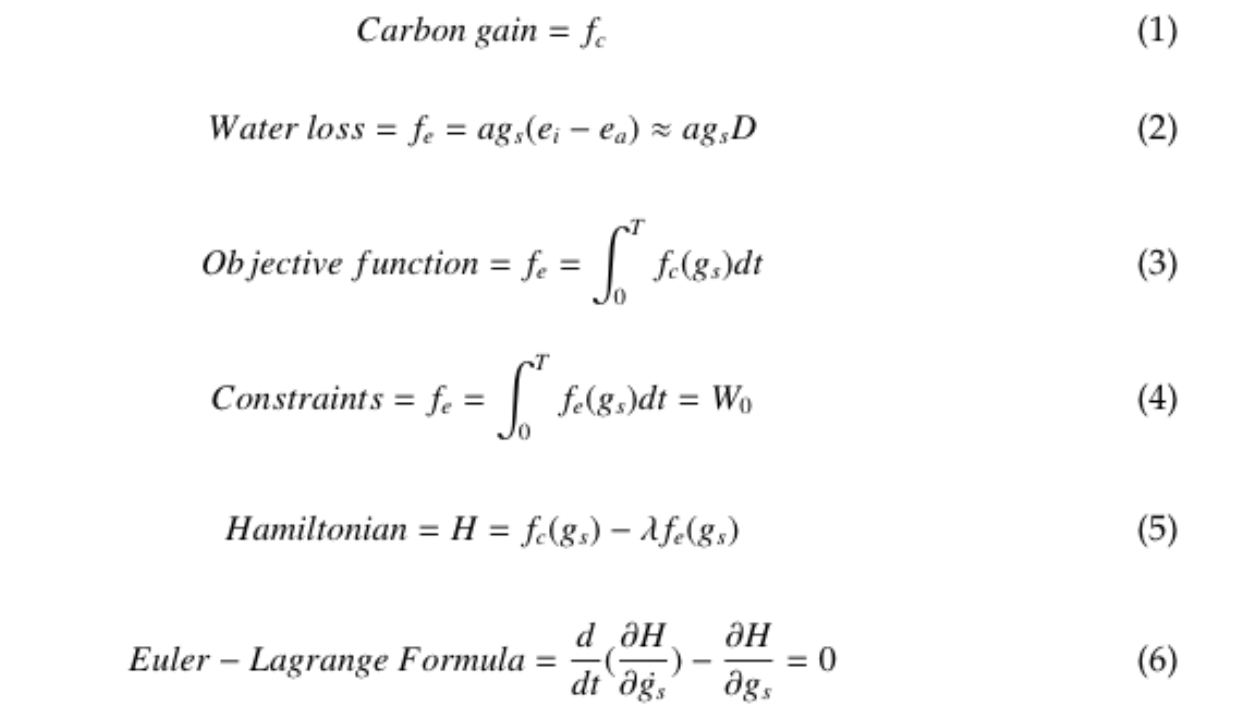 Carbon gain = f_c (1)
Water loss = f_e = ag_s(e_i − e_a) ≈ ag_sD (2)
Objective function = f_e = ∫_0^T f_c(g_s)dt (3)
Constraints = f_e = ∫_0^T f_e(g_s)dt = W_0 (4)
Hamiltonian = H = f_c(g_s) − λf_e(g_s) (5)
Euler − Lagrange Formula = d/dt(∂H/∂ġ_s) − ∂H/∂g_s = 0 (6)